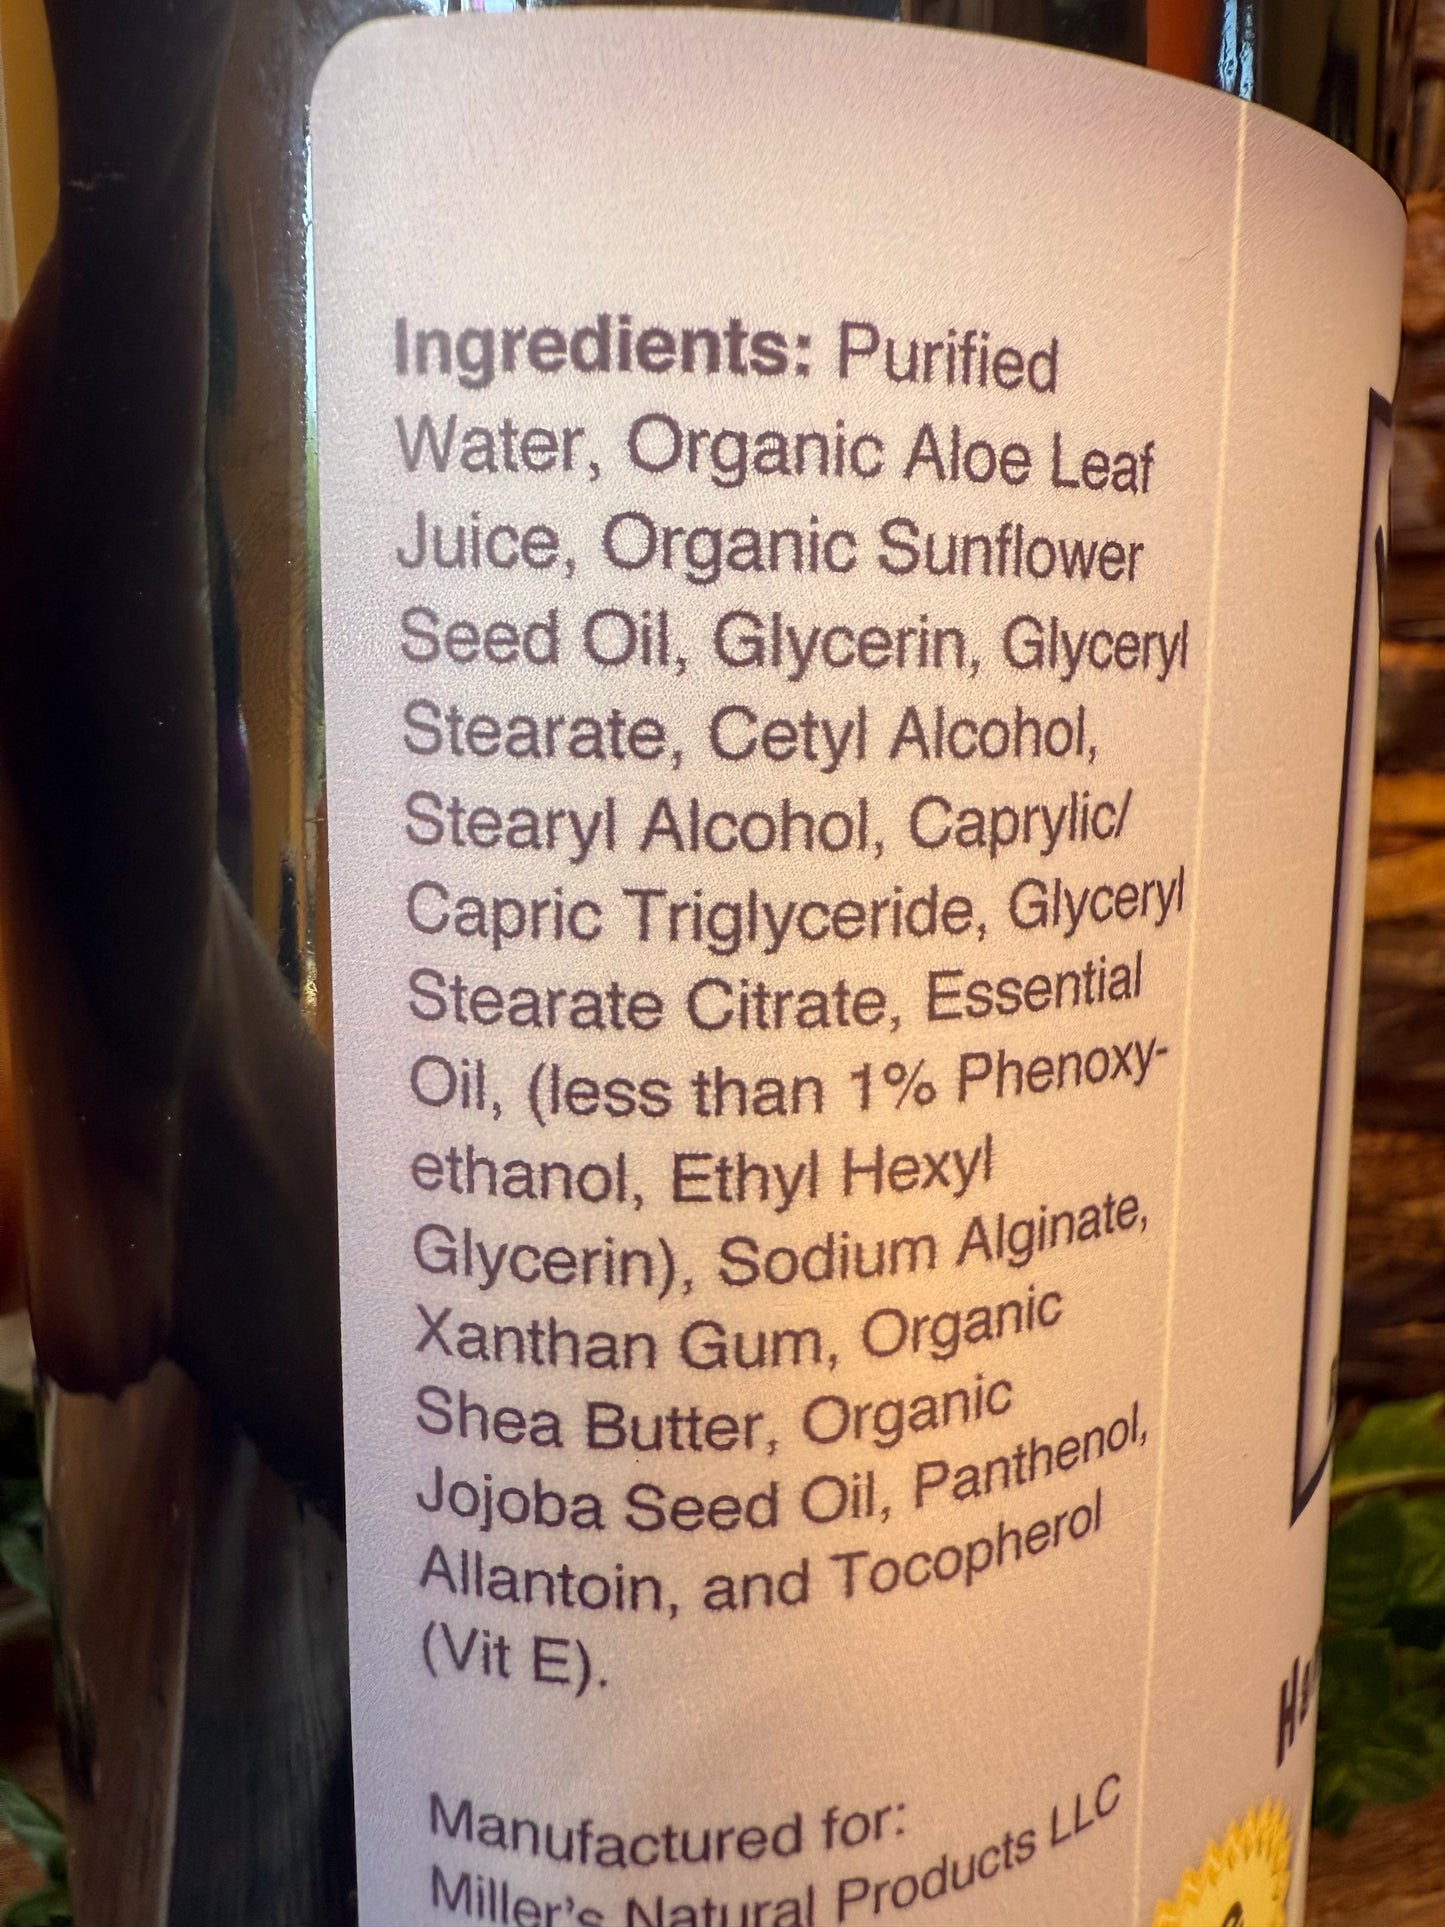 Ingredients: Purified
Water, Organic Aloe Leaf
Juice, Organic Sunflower
Seed Oil, Glycerin, Glyceryl
Stearate, Cetyl Alcohol,
Stearyl Alcohol, Caprylic/
Capric Triglyceride, Glyceryl
Stearate Citrate, Essential
Oil, (less than 1% Phenoxy-
ethanol, Ethyl Hexyl
Glycerin), Sodium Alginate,
Xanthan Gum, Organic
Shea Butter, Organic
Jojoba Seed Oil, Panthenol,
Allantoin, and Tocopherol
(Vit E).
Manufactured for:
Miller's Natural Products LLC